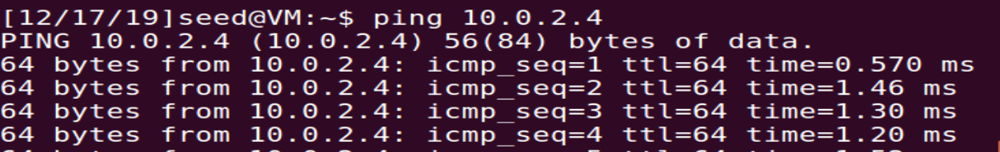 [12/17/19]seed@VM:~$ ping 10.0.2.4
PING 10.0.2.4 (10.0.2.4) 56(84) bytes of data.
64 bytes from 10.0.2.4: icmp_seq=1 ttl=64 time=0.570 ms
64 bytes from 10.0.2.4: icmp_seq=2 ttl=64 time=1.46 ms
64 bytes from 10.0.2.4: icmp_seq=3 ttl=64 time=1.30 ms
64 bytes from 10.0.2.4: icmp_seq=4 ttl=64 time=1.20 ms